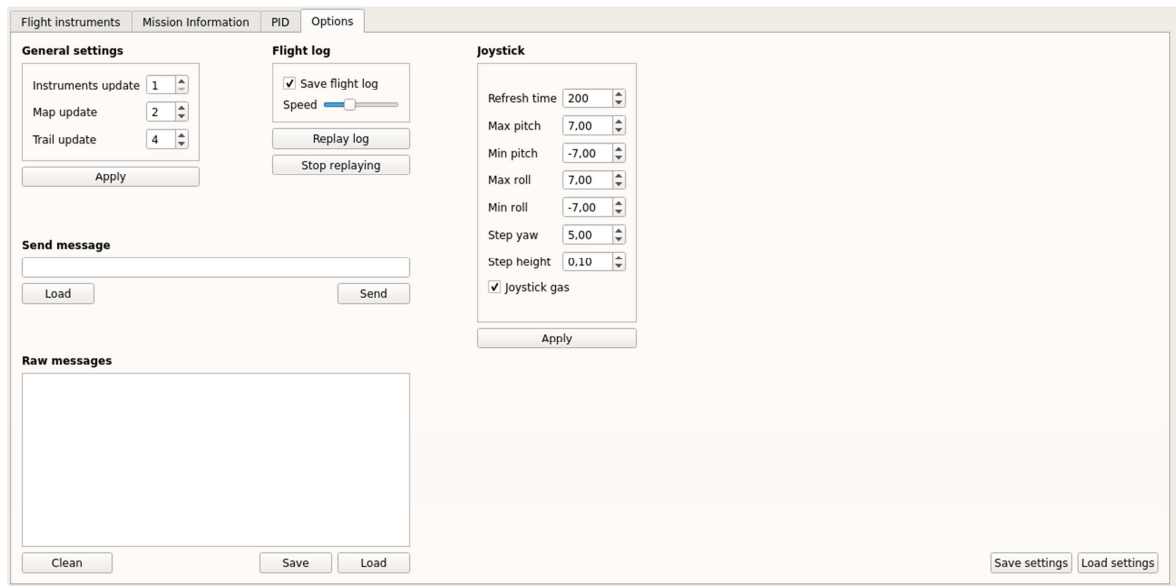 Flight instruments Mission Information PID Options
General settings
Instruments update 1
Map update 2
Trail update 4
Apply
Flight log
Save flight log
Speed
Replay log
Stop replaying
Joystick
Refresh time 200
Max pitch 7,00
Min pitch -7,00
Max roll 7,00
Min roll -7,00
Step yaw 5,00
Step height 0,10
Joystick gas
Apply
Send message
Load Send
Raw messages
Clean Save Load
Save settings Load settings